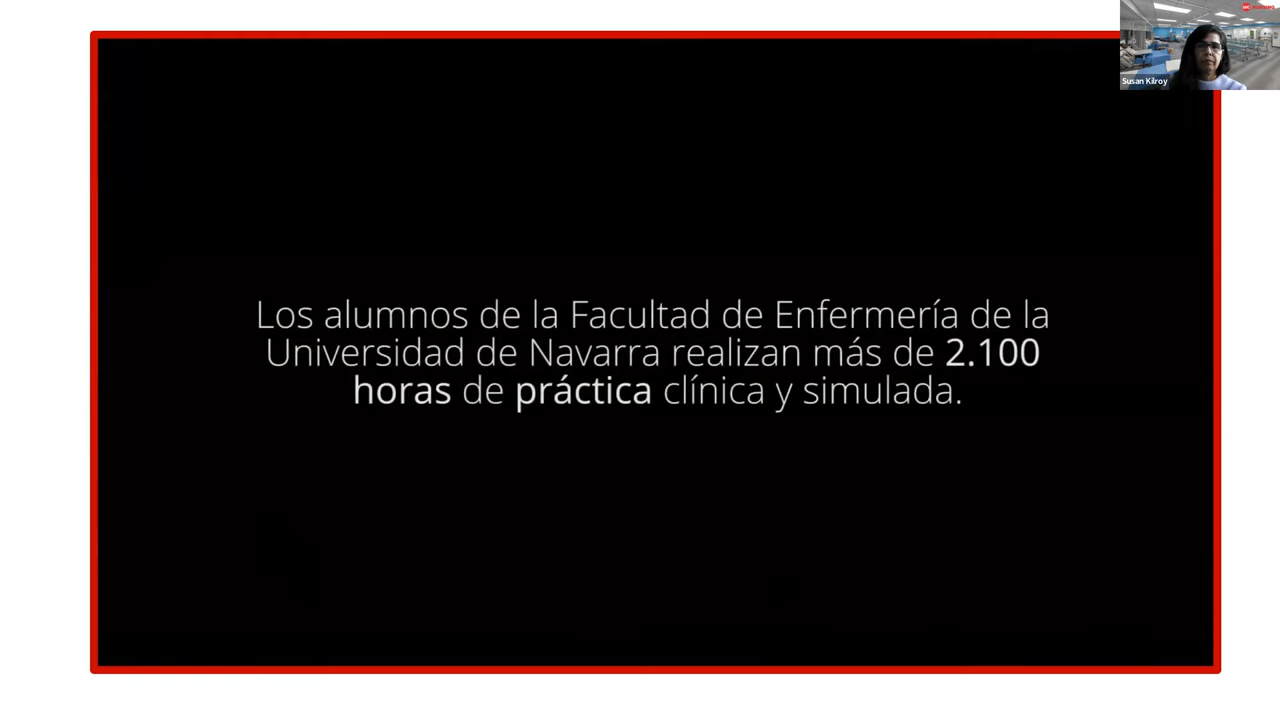 Susan Kilroy
Los alumnos de la Facultad de Enfermería de la
Universidad de Navarra realizan más de 2.100
horas de práctica clínica y simulada.